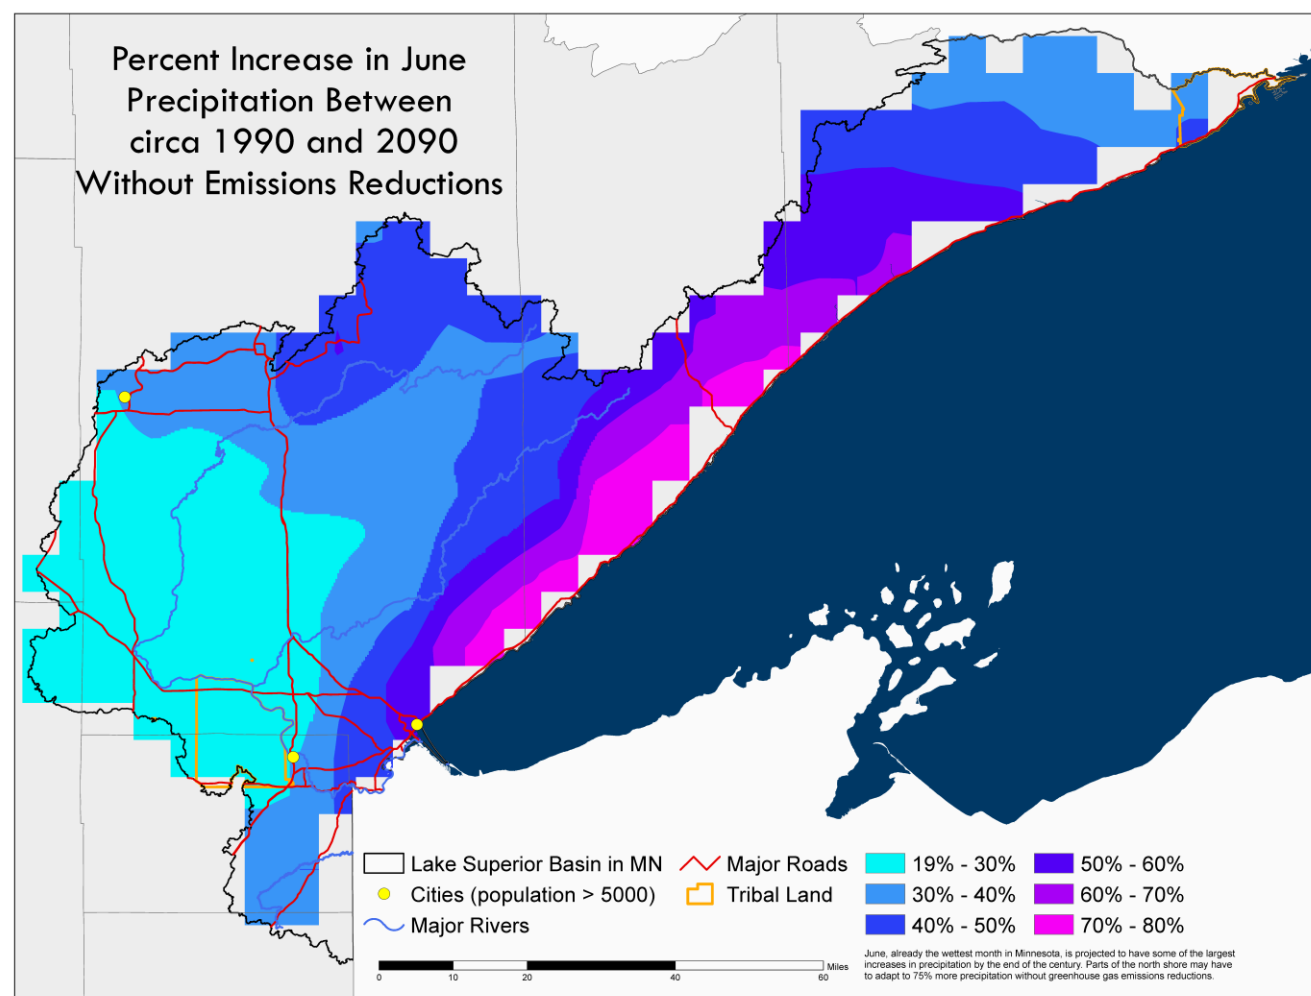 Percent Increase in June
Precipitation Between
circa 1990 and 2090
Without Emissions Reductions
Lake Superior Basin in MN
Cities (population > 5000)
Major Rivers
Major Roads
Tribal Land
19% - 30%
30% - 40%
40% - 50%
50% - 60%
60% - 70%
70% - 80%
0 10 20 40 60 Miles
June, already the wettest month in Minnesota, is projected to have some of the largest
increases in precipitation by the end of the century. Parts of the north shore may have
to adapt to 75% more precipitation without greenhouse gas emissions reductions.